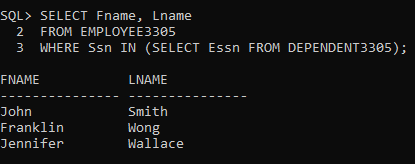 SQL> SELECT Fname, Lname
  2  FROM EMPLOYEE3305
  3  WHERE Ssn IN (SELECT Essn FROM DEPENDENT3305);
FNAME           LNAME
--------------- ---------------
John            Smith
Franklin        Wong
Jennifer        Wallace